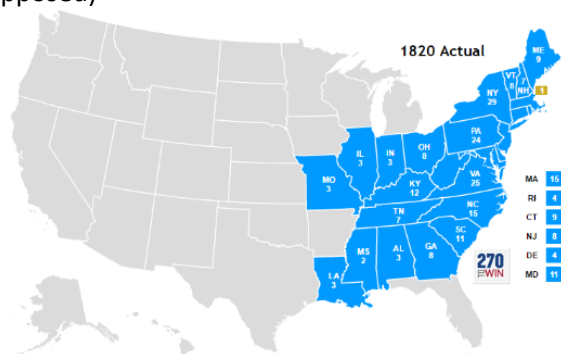 pposed)
1820 Actual
ME
9
VT
8
7
NH
1
NY
29
PA
24
IL
3
IN
3
OH
8
MO
3
KY
12
VA
25
TN
7
NC
15
SC
11
MS
2
AL
3
GA
8
LA
3
MA 15
RI 4
CT 9
NJ 8
DE 4
MD 11
270
TO WIN